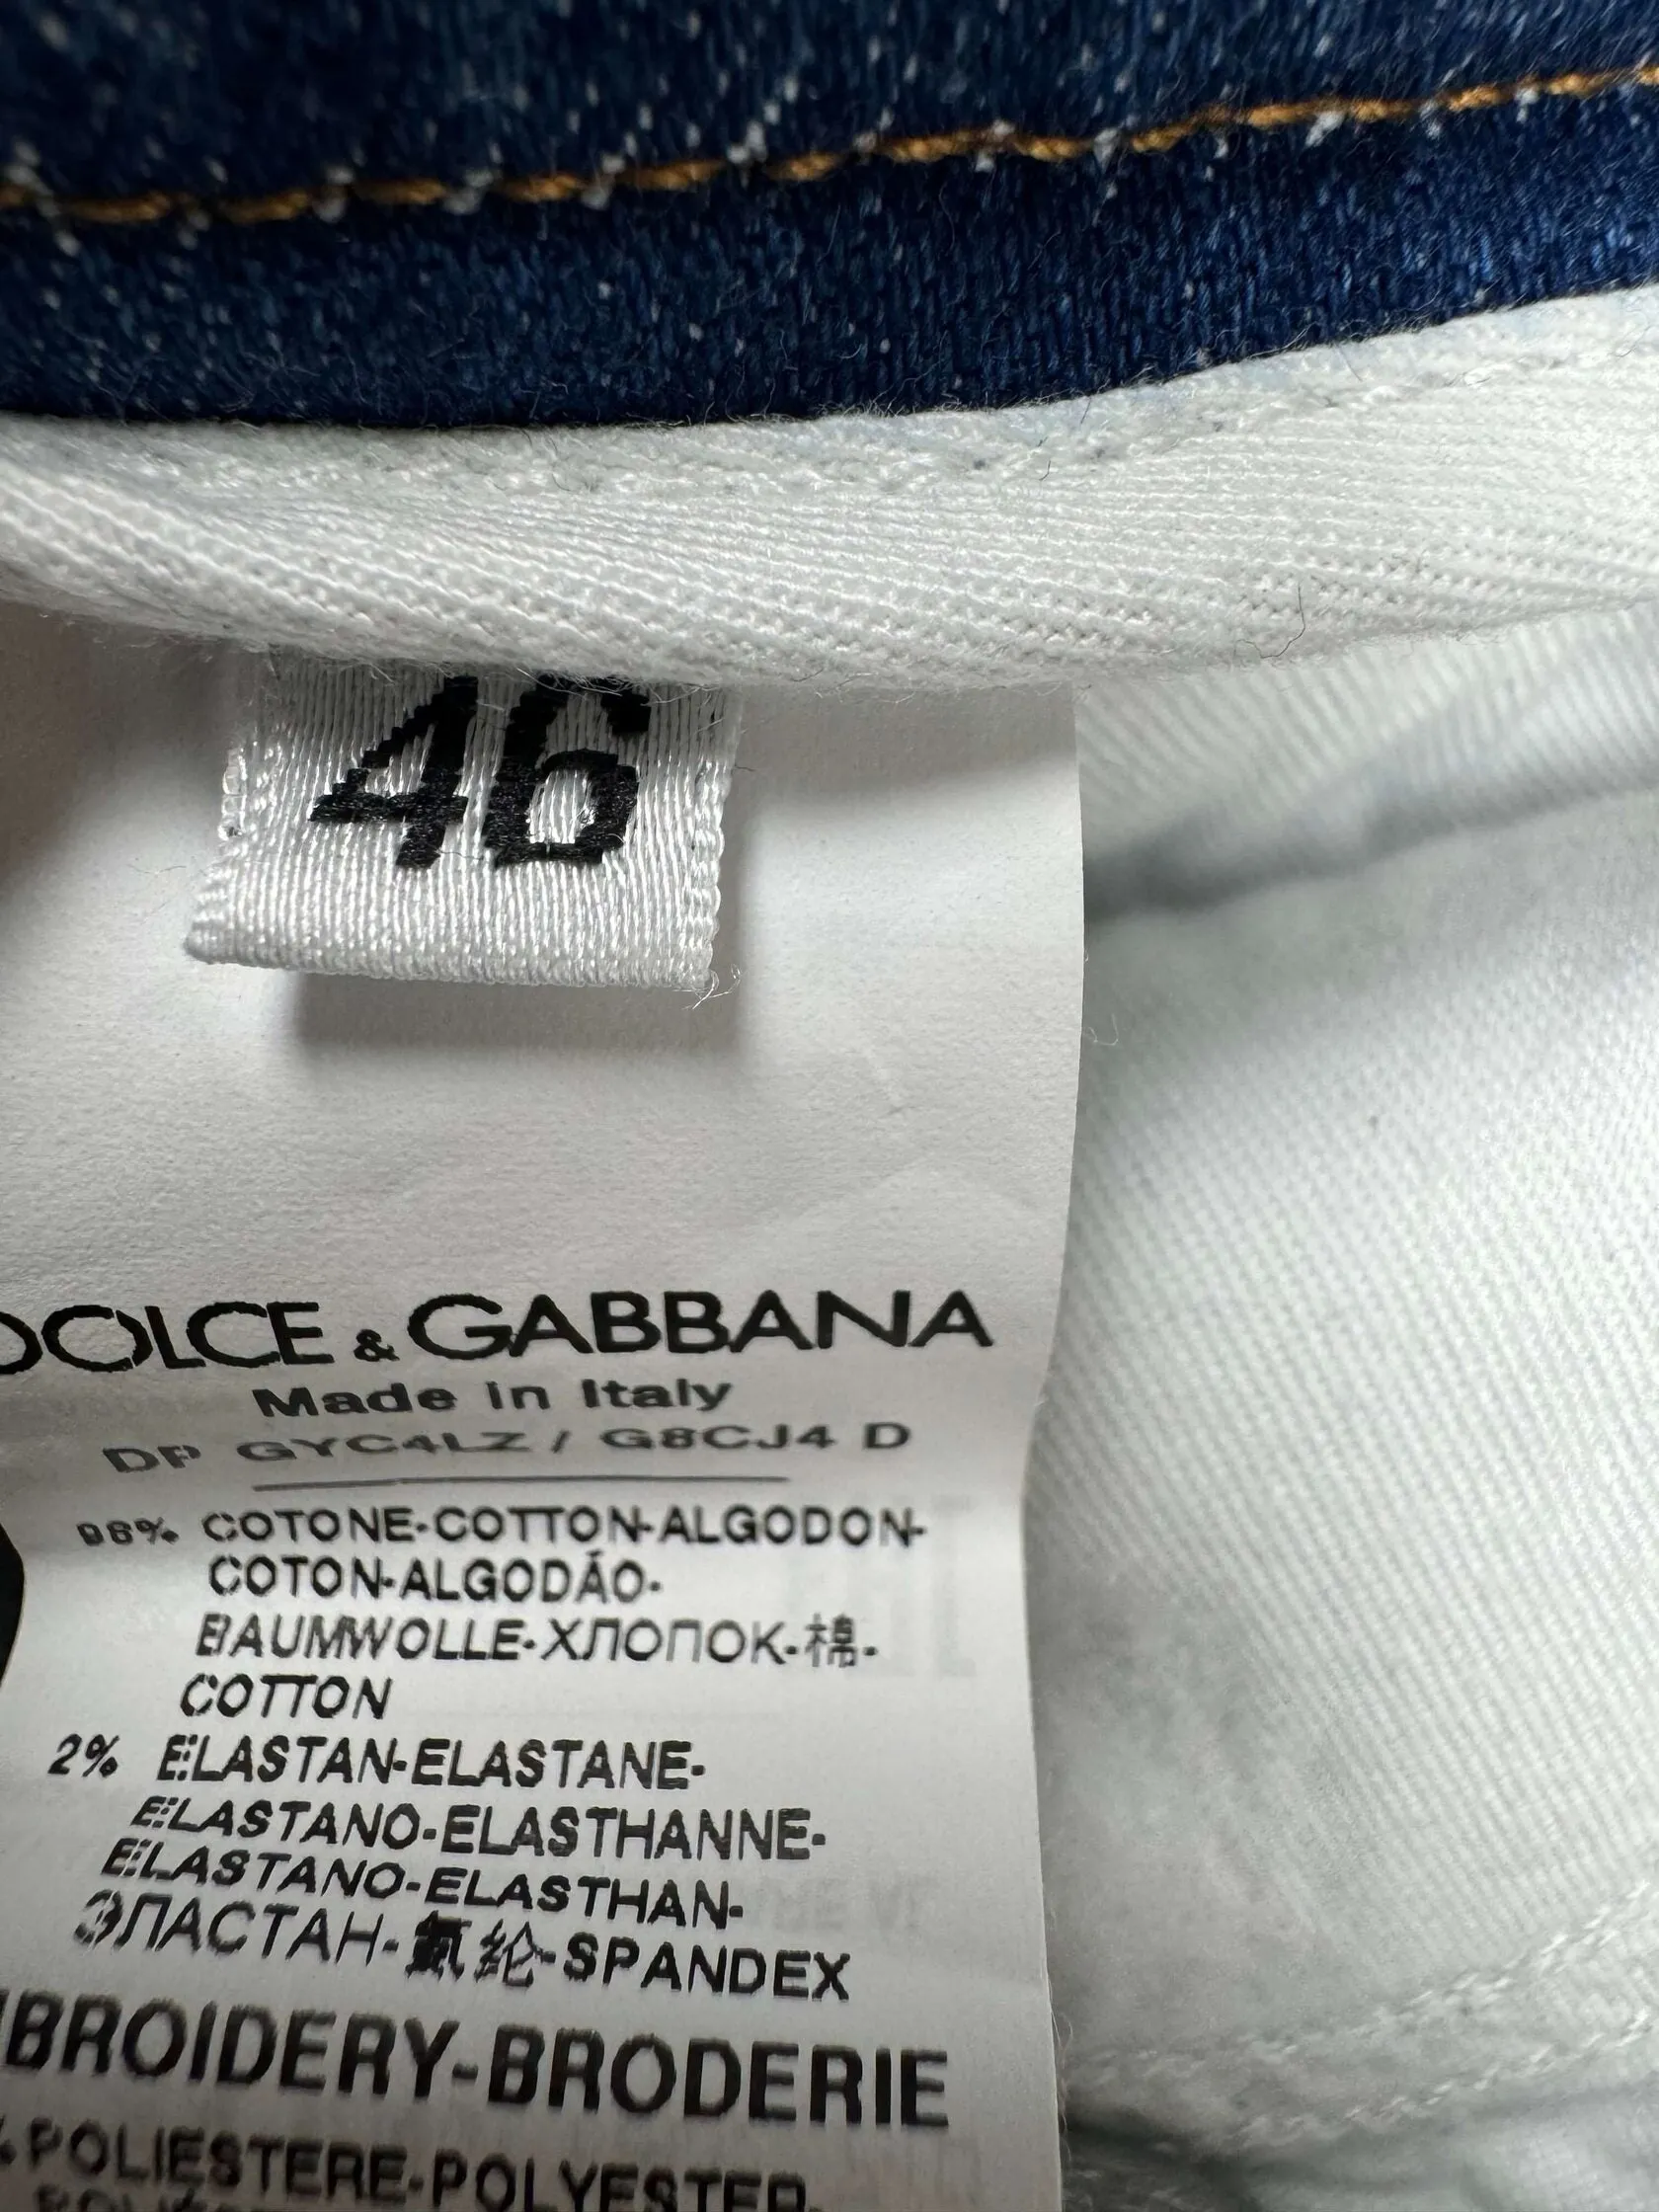 46
DOLCE & GABBANA
Made in Italy
DP GYC4LZ / G8CJ4 D
98% COTONE-COTTON-ALGODON-
COTON-ALGODÃO-
BAUMWOLLE-ХЛОПОК-棉-
COTTON
2% ELASTAN-ELASTANE-
ELASTANO-ELASTHANNE-
ELASTANO-ELASTHAN-
ЭЛАСТАН-氨纶-SPANDEX
BROIDERY-BRODERIE
POLIESTERE-POLYESTER-